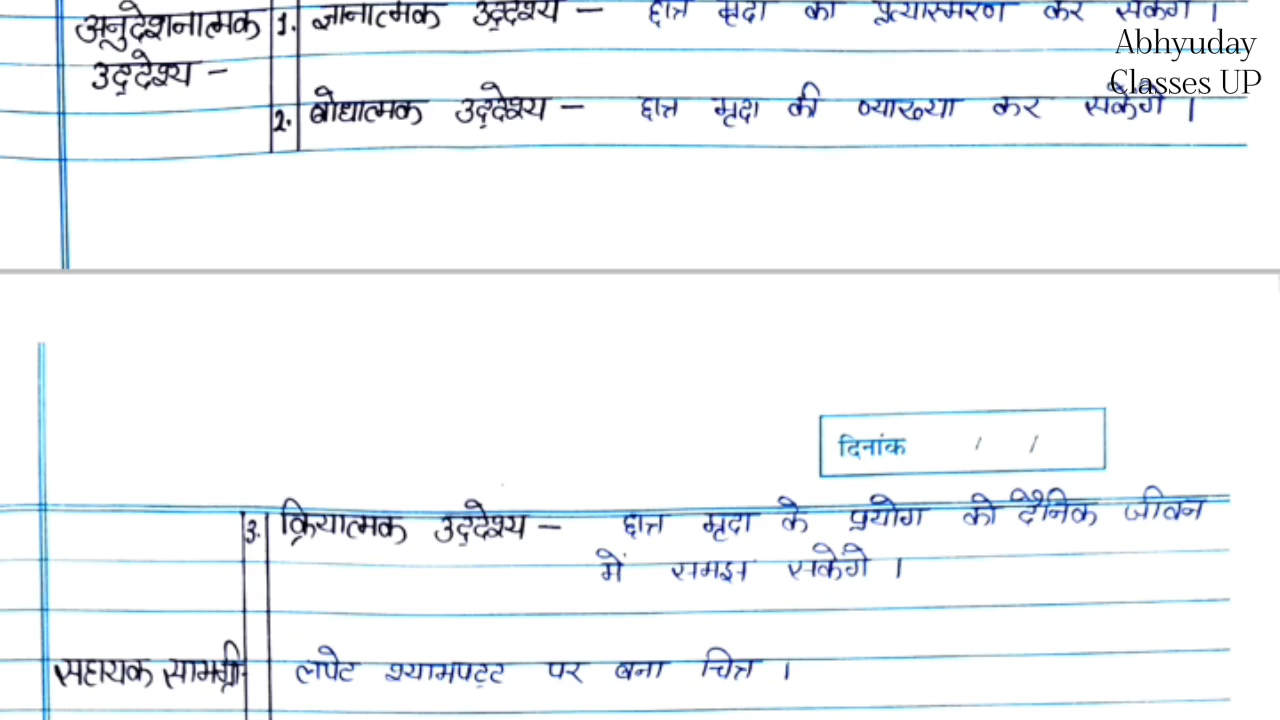 अनुदेशनात्मक 1. ज्ञानात्मक उद्देश्य – छात्र मृदा का प्रत्यास्मरण कर सकेंगे ।
Abhyuday
उद्देश्य –
Classes UP
2. बोधात्मक उद्देश्य – छात्र मृदा की व्याख्या कर सकेंगे ।
दिनांक / /
3. क्रियात्मक उद्देश्य – छात्र मृदा के प्रयोग को दैनिक जीवन
में समझ सकेंगे ।
सहायक सामग्री लपेट श्यामपट्ट पर बना चित्र ।